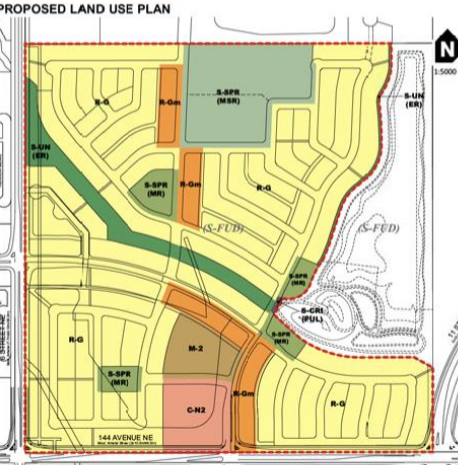 PROPOSED LAND USE PLAN
N
1:5000
S-SPR
(MSR)
R-G
R-Gm
S-UN
(ER)
S-UN
(ER)
S-SPR
(MR)
R-Gm
R-G
(S-FUD)
(S-FUD)
S-SPR
(MR)
S-CRI
(PUL)
S-SPR
(MR)
R-G
M-2
S-SPR
(MR)
R-Gm
C-N2
R-G
144 AVENUE NE